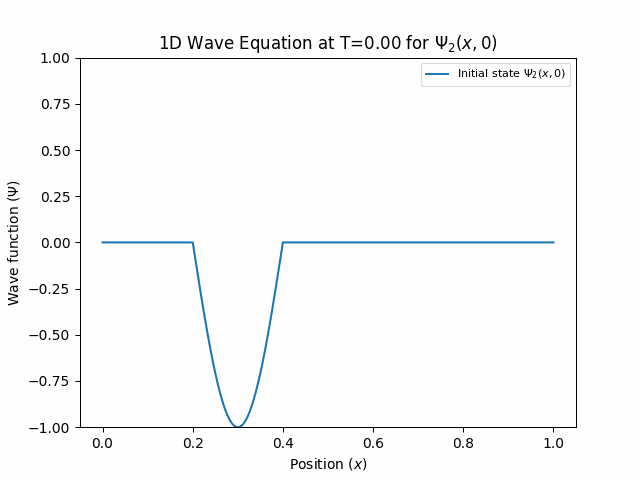 1D Wave Equation at T=0.00 for Ψ₂(x, 0)
Initial state Ψ₂(x, 0)
Wave function (Ψ)
1.00
0.75
0.50
0.25
0.00
−0.25
−0.50
−0.75
−1.00
0.0 0.2 0.4 0.6 0.8 1.0
Position (x)